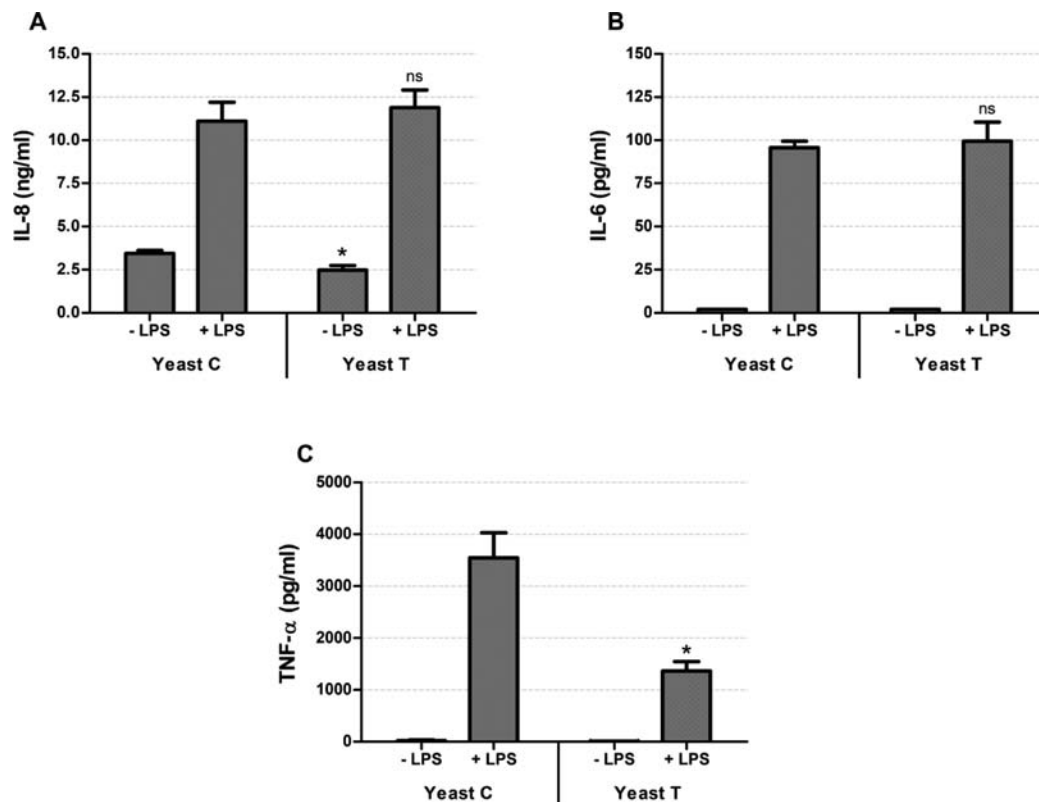 A
IL-8 (ng/ml)
15.0
12.5
10.0
7.5
5.0
2.5
0.0
*
ns
- LPS + LPS - LPS + LPS
Yeast C Yeast T
B
IL-6 (pg/ml)
150
125
100
75
50
25
0
ns
- LPS + LPS - LPS + LPS
Yeast C Yeast T
C
TNF-α (pg/ml)
5000
4000
3000
2000
1000
0
*
- LPS + LPS - LPS + LPS
Yeast C Yeast T